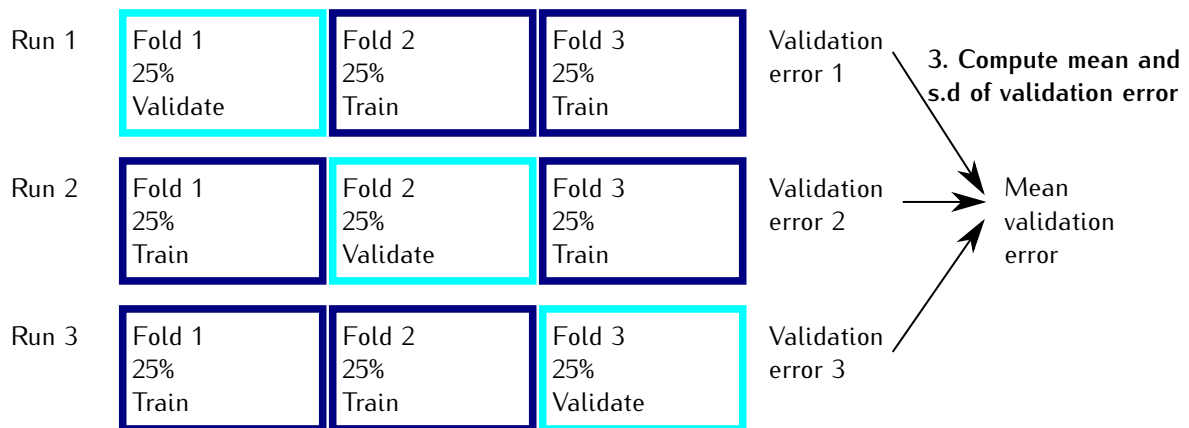 Run 1
Fold 1
25%
Validate
Fold 2
25%
Train
Fold 3
25%
Train
Validation
error 1
3. Compute mean and
s.d of validation error
Run 2
Fold 1
25%
Train
Fold 2
25%
Validate
Fold 3
25%
Train
Validation
error 2
Mean
validation
error
Run 3
Fold 1
25%
Train
Fold 2
25%
Train
Fold 3
25%
Validate
Validation
error 3